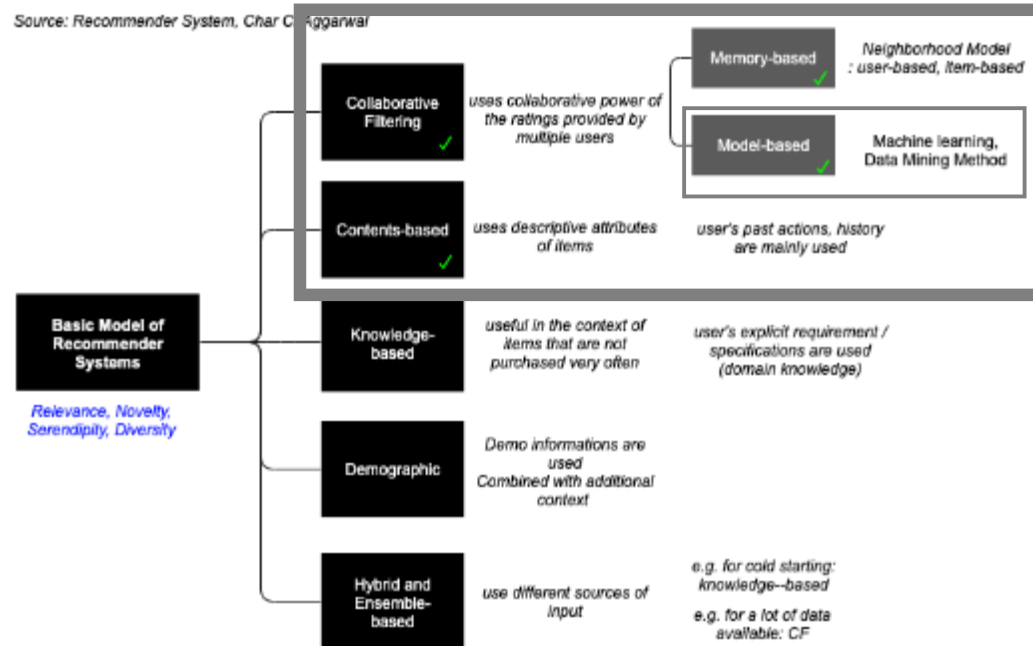 Source: Recommender System, Char C. Aggarwal
Collaborative
Filtering
uses collaborative power of
the ratings provided by
multiple users
Memory-based
Neighborhood Model
: user-based, item-based
Model-based
Machine learning,
Data Mining Method
Contents-based
uses descriptive attributes
of items
user's past actions, history
are mainly used
Basic Model of
Recommender
Systems
Relevance, Novelty,
Serendipity, Diversity
Knowledge-
based
useful in the context of
items that are not
purchased very often
user's explicit requirement /
specifications are used
(domain knowledge)
Demographic
Demo informations are
used
Combined with additional
context
Hybrid and
Ensemble-
based
use different sources of
input
e.g. for cold starting:
knowledge--based
e.g. for a lot of data
available: CF